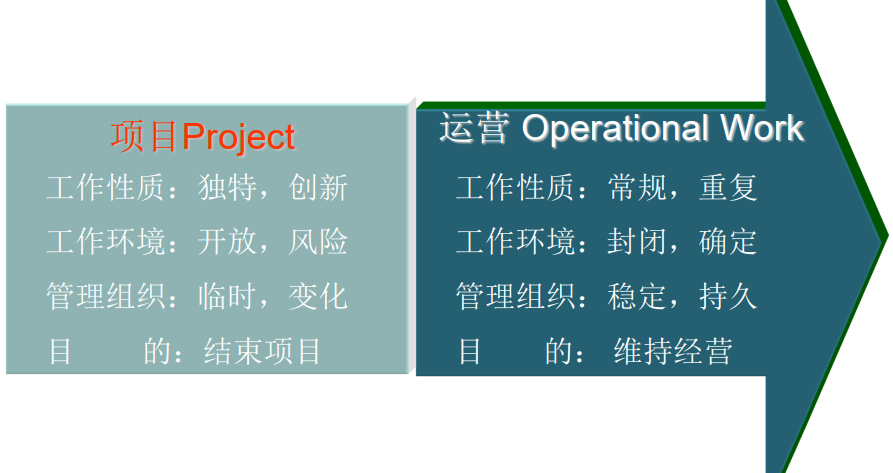 项目Project
工作性质：独特，创新
工作环境：开放，风险
管理组织：临时，变化
目 的：结束项目
运营 Operational Work
工作性质：常规，重复
工作环境：封闭，确定
管理组织：稳定，持久
目 的： 维持经营